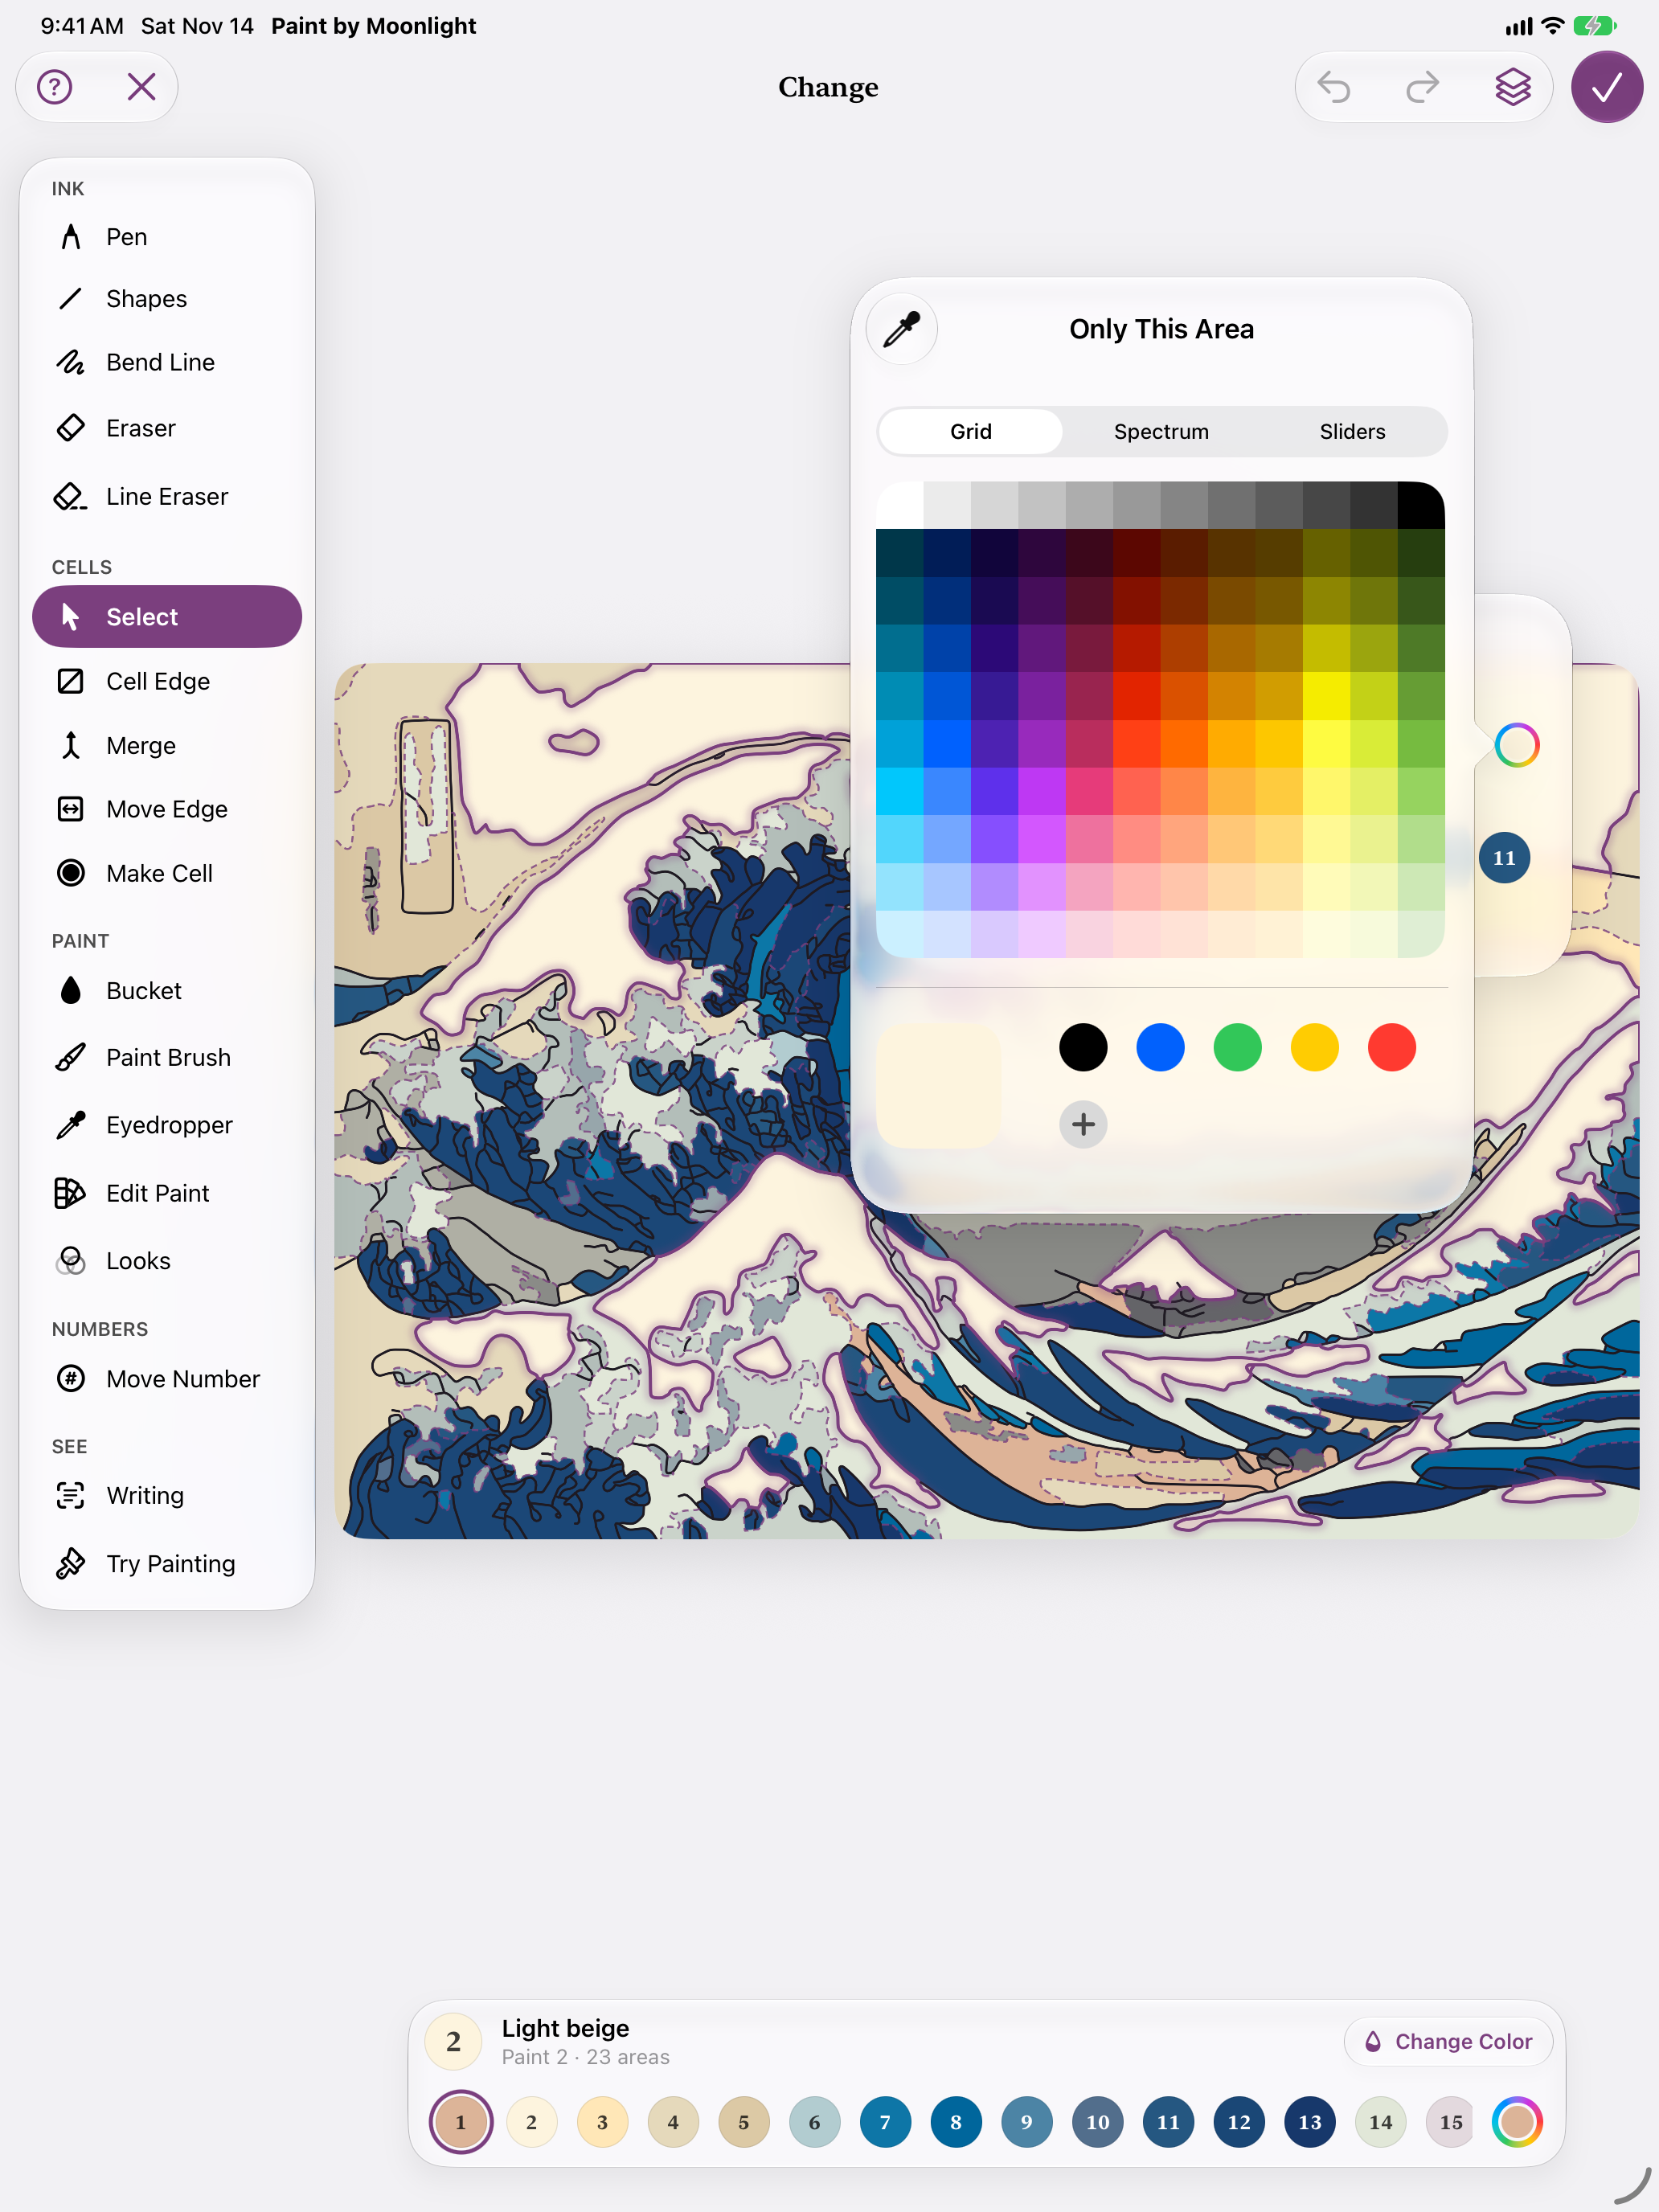 9:41 AM Sat Nov 14 Paint by Moonlight
Change
INK
Pen
Shapes
Bend Line
Eraser
Line Eraser
CELLS
Select
Cell Edge
Merge
Move Edge
Make Cell
PAINT
Bucket
Paint Brush
Eyedropper
Edit Paint
Looks
NUMBERS
Move Number
SEE
Writing
Try Painting
Only This Area
Grid Spectrum Sliders
11
2 Light beige
Paint 2 · 23 areas
Change Color
1 2 3 4 5 6 7 8 9 10 11 12 13 14 15